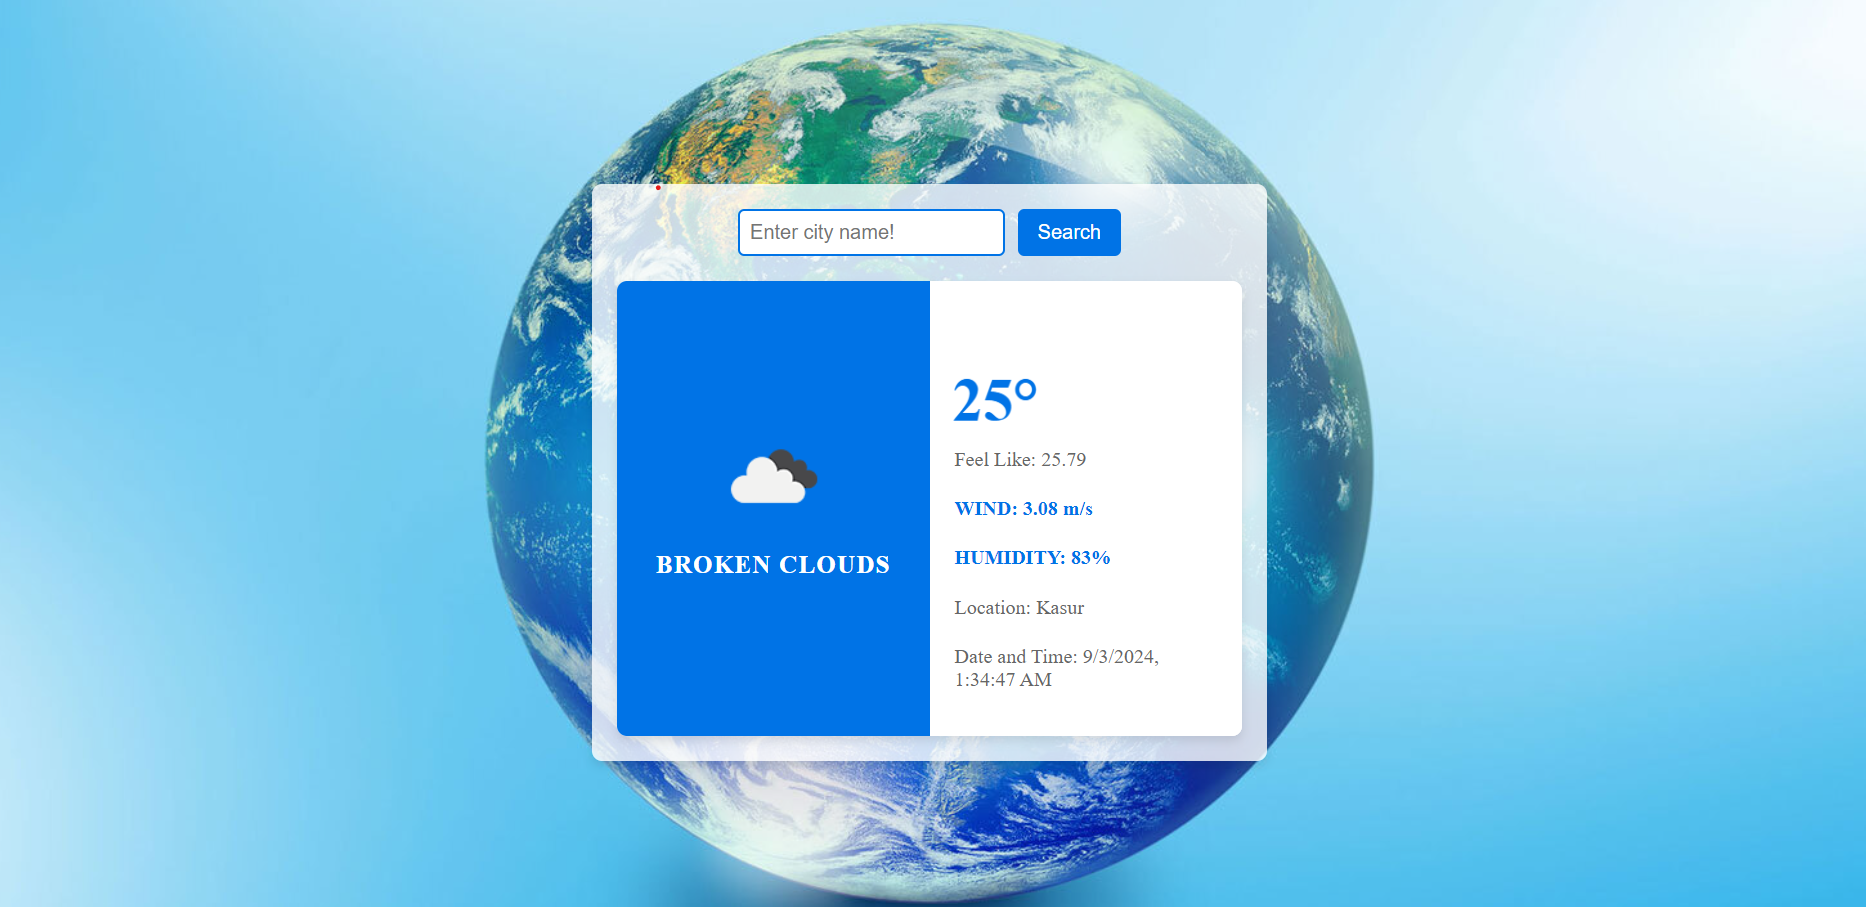 Enter city name!
Search
BROKEN CLOUDS
25°
Feel Like: 25.79
WIND: 3.08 m/s
HUMIDITY: 83%
Location: Kasur
Date and Time: 9/3/2024,
1:34:47 AM